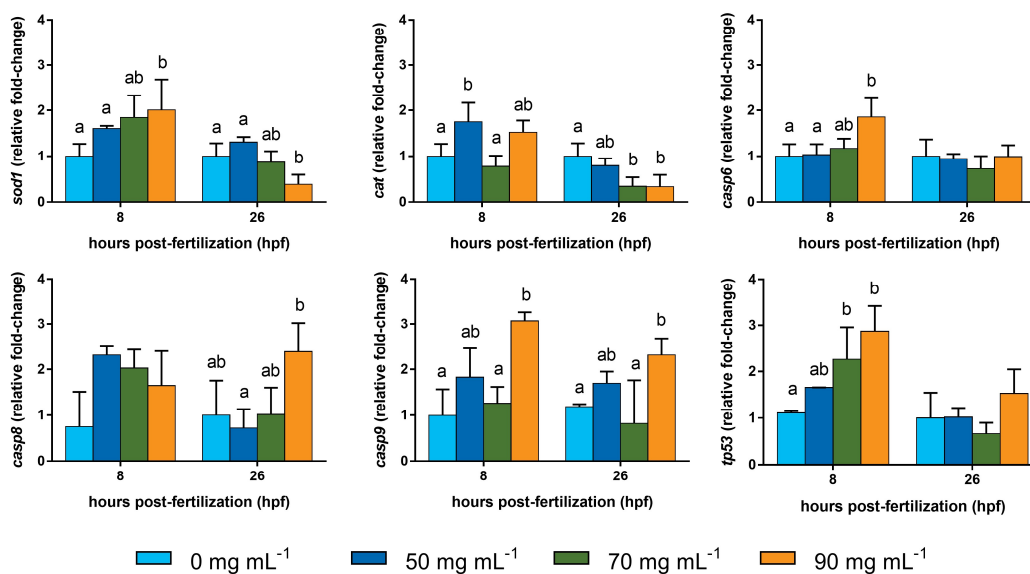 sod1 (relative fold-change)
4
3
2
1
0
a
a
ab
b
a
a
ab
b
8
26
hours post-fertilization (hpf)
cat (relative fold-change)
4
3
2
1
0
a
b
a
ab
a
ab
b
b
8
26
hours post-fertilization (hpf)
casp6 (relative fold-change)
4
3
2
1
0
a
a
ab
b
8
26
hours post-fertilization (hpf)
casp8 (relative fold-change)
4
3
2
1
0
ab
a
ab
b
8
26
hours post-fertilization (hpf)
casp9 (relative fold-change)
4
3
2
1
0
a
ab
a
b
a
ab
a
b
8
26
hours post-fertilization (hpf)
tp53 (relative fold-change)
4
3
2
1
0
a
ab
b
b
8
26
hours post-fertilization (hpf)
0 mg mL⁻¹
50 mg mL⁻¹
70 mg mL⁻¹
90 mg mL⁻¹